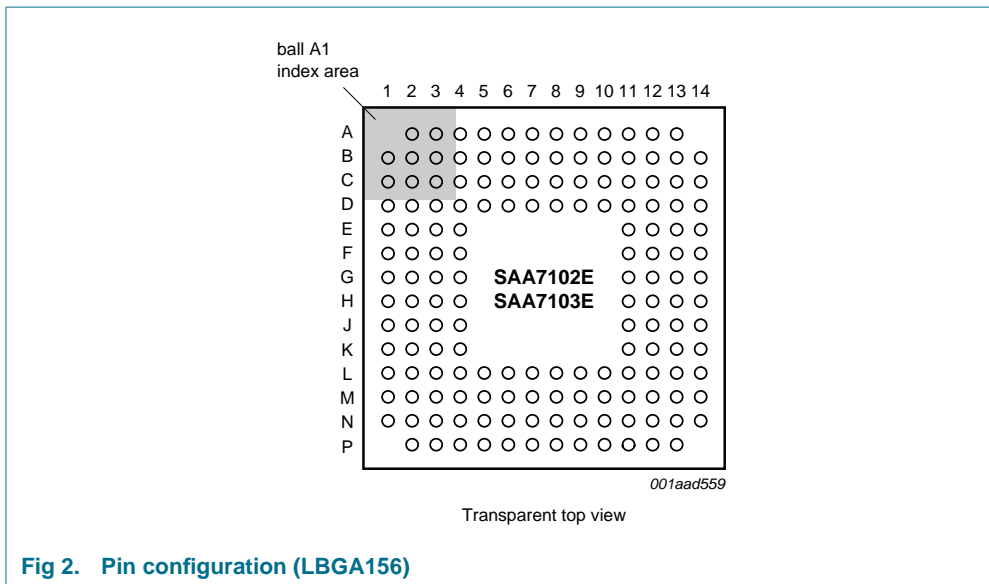 ball A1
index area
1 2 3 4 5 6 7 8 9 10 11 12 13 14
A
B
C
D
E
F
G
H
J
K
L
M
N
P
SAA7102E
SAA7103E
001aad559
Transparent top view
Fig 2. Pin configuration (LBGA156)